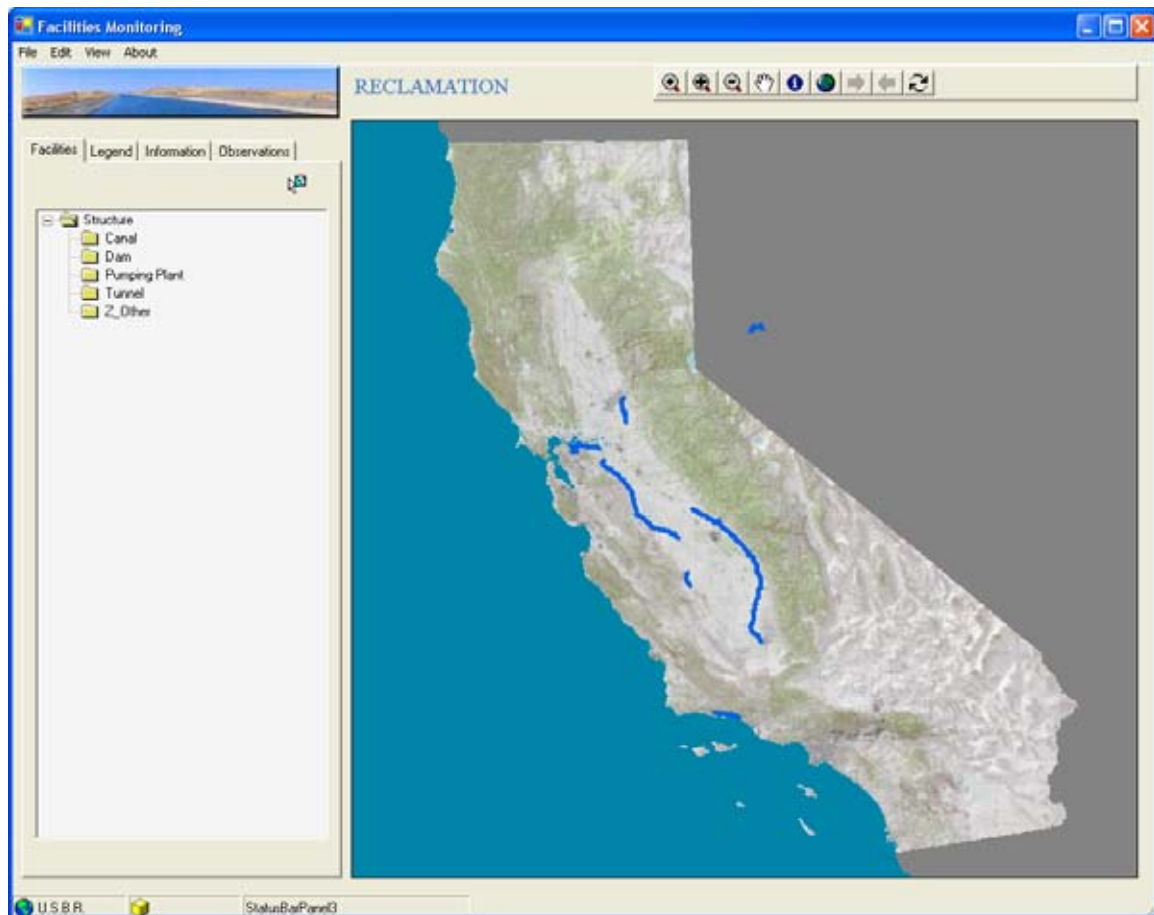 Facilities Monitoring
File Edit View About
RECLAMATION
Facilities Legend Information Observations
Structure
Canal
Dam
Pumping Plant
Tunnel
Z_Other
U.S.B.R. StatusBarPanel3